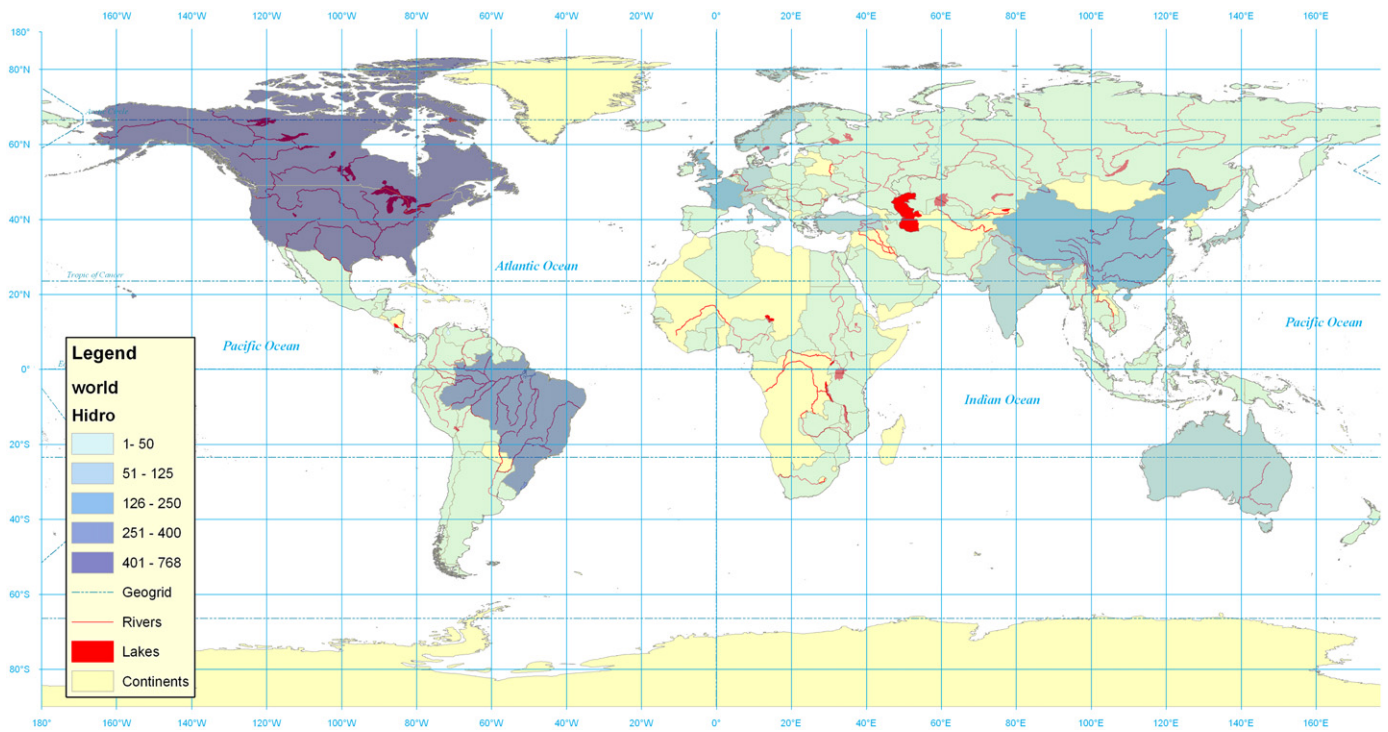 160°W 140°W 120°W 100°W 80°W 60°W 40°W 20°W 0° 20°E 40°E 60°E 80°E 100°E 120°E 140°E 160°E
180°
80°N
60°N
40°N
Atlantic Ocean
Tropic of Cancer
20°N
Pacific Ocean
Pacific Ocean
0°
Indian Ocean
20°S
40°S
60°S
80°S
Legend
world
Hidro
1- 50
51 - 125
126 - 250
251 - 400
401 - 768
Geogrid
Rivers
Lakes
Continents
180° 160°W 140°W 120°W 100°W 80°W 60°W 40°W 20°W 0° 20°E 40°E 60°E 80°E 100°E 120°E 140°E 160°E